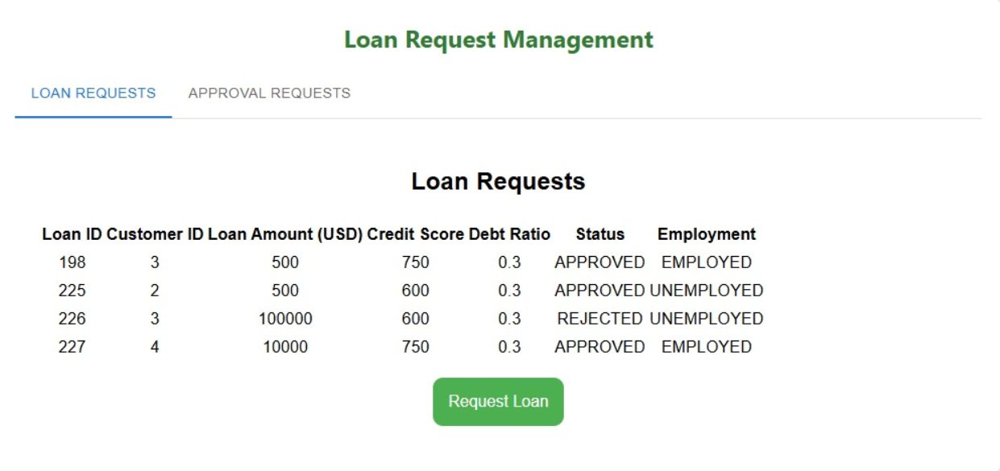 Loan Request Management
LOAN REQUESTS APPROVAL REQUESTS
Loan Requests
Loan ID Customer ID Loan Amount (USD) Credit Score Debt Ratio Status Employment
198 3 500 750 0.3 APPROVED EMPLOYED
225 2 500 600 0.3 APPROVED UNEMPLOYED
226 3 100000 600 0.3 REJECTED UNEMPLOYED
227 4 10000 750 0.3 APPROVED EMPLOYED
Request Loan